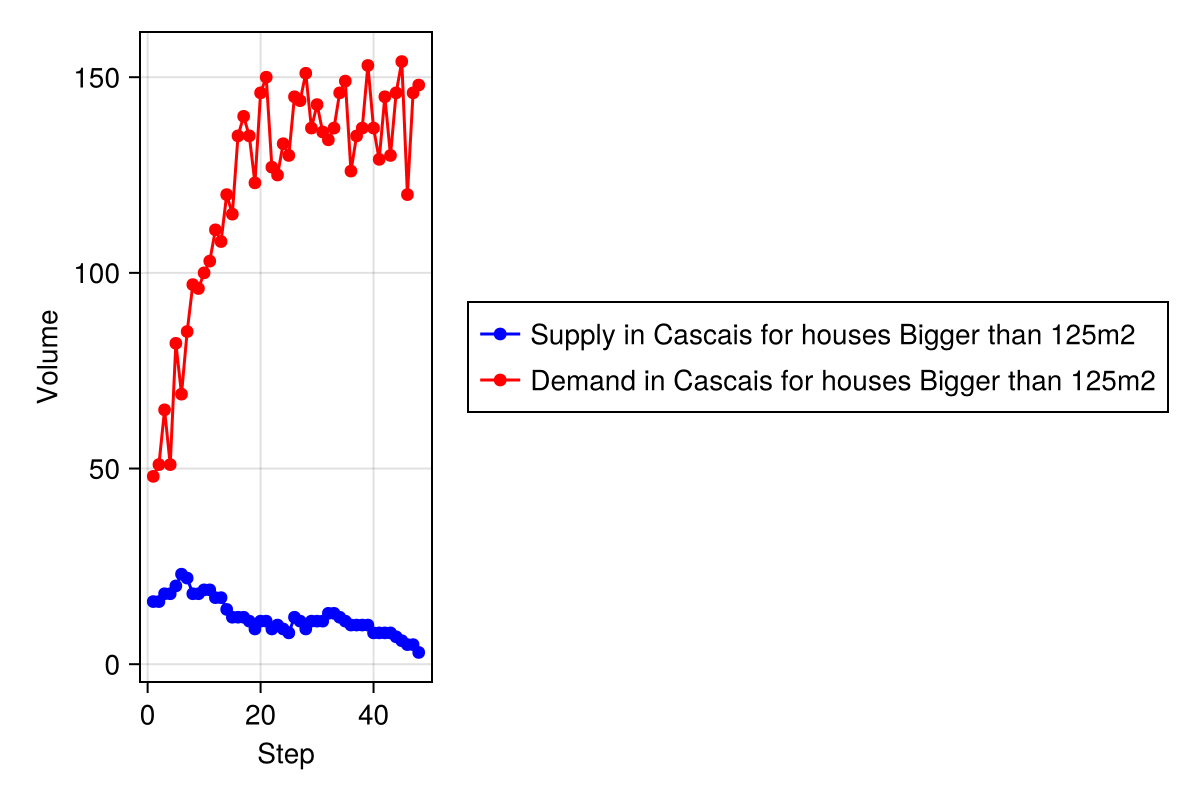 150
100
50
0
Volume
0 20 40
Step
Supply in Cascais for houses Bigger than 125m2
Demand in Cascais for houses Bigger than 125m2